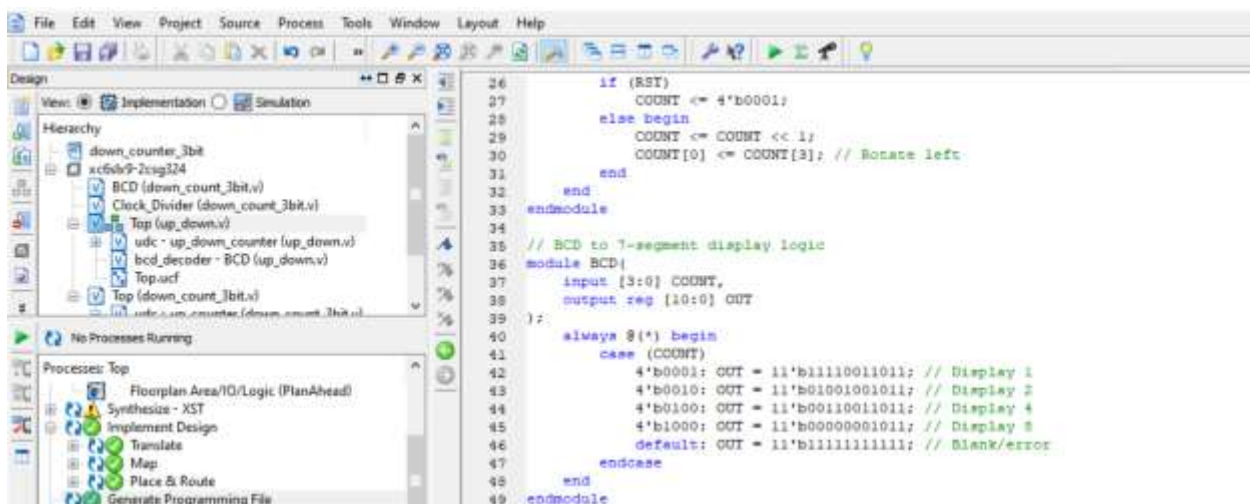 File Edit View Project Source Process Tools Window Layout Help
Design
View: Implementation Simulation
Hierarchy
down_counter_3bit
xc6slx9-2csg324
BCD (down_count_3bit.v)
Clock_Divider (down_count_3bit.v)
Top (up_down.v)
udc - up_down_counter (up_down.v)
bcd_decoder - BCD (up_down.v)
Top.ucf
Top (down_count_3bit.v)
No Processes Running
Processes: Top
Floorplan Area/IO/Logic (PlanAhead)
Synthesize - XST
Implement Design
Translate
Map
Place & Route
Generate Programming File
26 if (RST)
27 COUNT <= 4'b0001;
28 else begin
29 COUNT <= COUNT << 1;
30 COUNT[0] <= COUNT[3]; // Rotate left
31 end
32 end
33 endmodule
34
35 // BCD to 7-segment display logic
36 module BCD(
37 input [3:0] COUNT,
38 output reg [10:0] OUT
39 );
40 always @(*) begin
41 case (COUNT)
42 4'b0001: OUT = 11'b11110011011; // Display 1
43 4'b0010: OUT = 11'b01001001011; // Display 2
44 4'b0100: OUT = 11'b00110011011; // Display 4
45 4'b1000: OUT = 11'b00000001011; // Display 8
46 default: OUT = 11'b11111111111; // Blank/error
47 endcase
48 end
49 endmodule